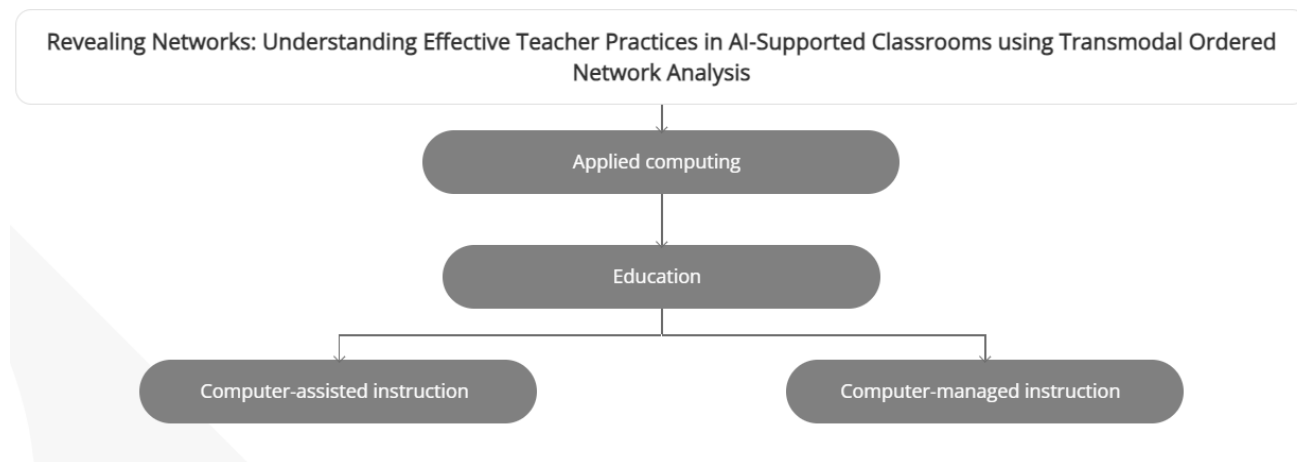 Revealing Networks: Understanding Effective Teacher Practices in AI-Supported Classrooms using Transmodal Ordered
Network Analysis
Applied computing
Education
Computer-assisted instruction
Computer-managed instruction